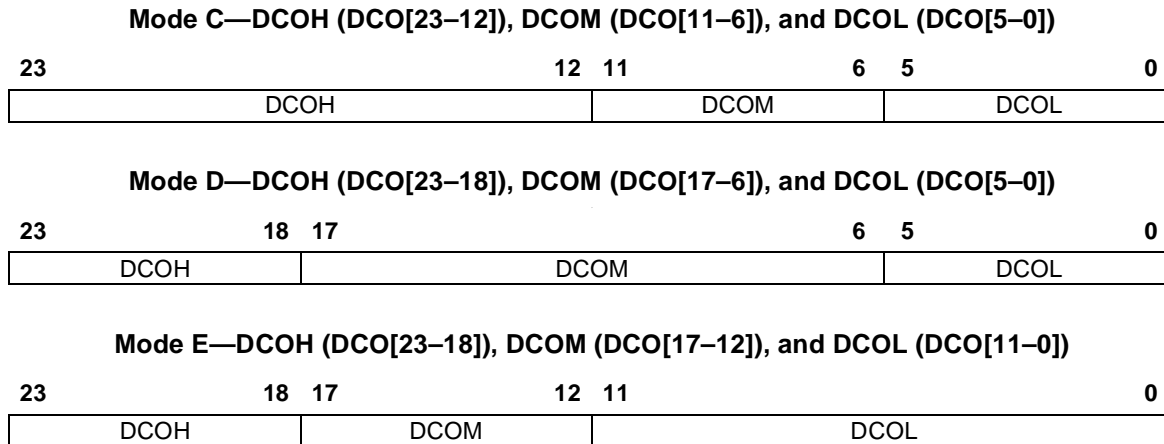 Mode C—DCOH (DCO[23–12]), DCOM (DCO[11–6]), and DCOL (DCO[5–0])
23 12 11 6 5 0
DCOH DCOM DCOL
Mode D—DCOH (DCO[23–18]), DCOM (DCO[17–6]), and DCOL (DCO[5–0])
23 18 17 6 5 0
DCOH DCOM DCOL
Mode E—DCOH (DCO[23–18]), DCOM (DCO[17–12]), and DCOL (DCO[11–0])
23 18 17 12 11 0
DCOH DCOM DCOL